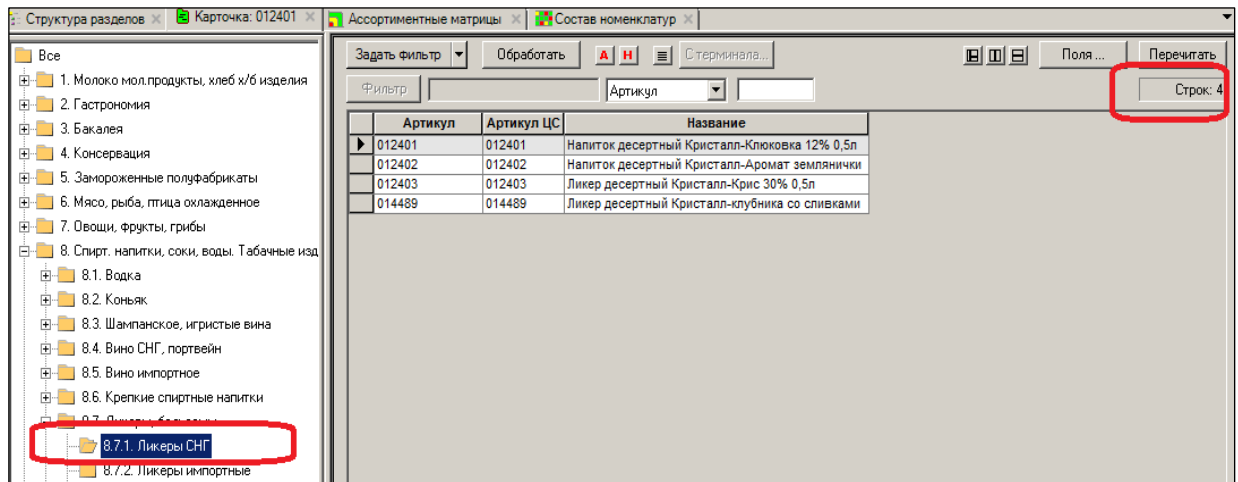 Структура разделов
Карточка: 012401
Ассортиментные матрицы
Состав номенклатур
Все
1. Молоко мол.продукты, хлеб х/б изделия
2. Гастрономия
3. Бакалея
4. Консервация
5. Замороженные полуфабрикаты
6. Мясо, рыба, птица охлажденное
7. Овощи, фрукты, грибы
8. Спирт. напитки, соки, воды. Табачные изд
8.1. Водка
8.2. Коньяк
8.3. Шампанское, игристые вина
8.4. Вино СНГ, портвейн
8.5. Вино импортное
8.6. Крепкие спиртные напитки
8.7.1. Ликеры СНГ
8.7.2. Ликеры импортные
Задать фильтр Обработать А Н С терминала... Поля ... Перечитать
Фильтр Артикул Строк: 4
Артикул Артикул ЦС Название
012401 012401 Напиток десертный Кристалл-Клюковка 12% 0,5л
012402 012402 Напиток десертный Кристалл-Аромат землянички
012403 012403 Ликер десертный Кристалл-Крис 30% 0,5л
014489 014489 Ликер десертный Кристалл-клубника со сливками